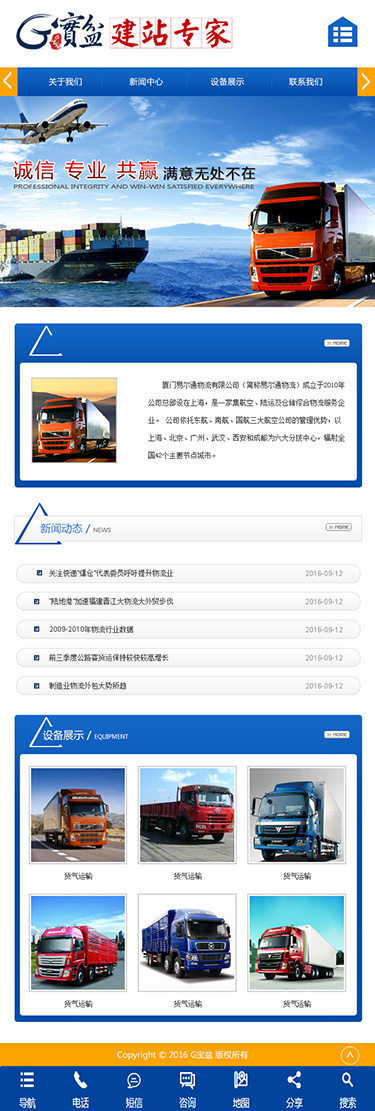 G寶盆 建站专家
关于我们 新闻中心 设备展示 联系我们
诚信 专业 共赢 满意无处不在
PROFESSIONAL INTEGRITY AND WIN-WIN SATISFIED EVERYWHERE
MORE
厦门易尔通物流有限公司（简称易尔通物流）成立于2010年
公司总部设在上海，是一家集航空、陆运及仓储综合物流服务企
业。 公司依托东航、南航、国航三大航空公司的管理优势，以
上海、北京、广州、武汉、西安和成都为六大分拨中心，辐射全
国42个主要节点城市。
新闻动态 / NEWS MORE
关注快递"爆仓"代表委员呼吁提升物流业 2016-09-12
"陆地港"加速福建晋江大物流大外贸步伐 2016-09-12
2009-2010年物流行业数据 2016-09-12
前三季度公路客货运保持较快较高增长 2016-09-12
制造业物流外包大势所趋 2016-09-12
设备展示 / EQUIPMENT MORE
货气运输 货气运输 货气运输
货气运输 货气运输 货气运输
Copyright © 2016 G宝盆 版权所有
导航 电话 短信 咨询 地图 分享 搜索